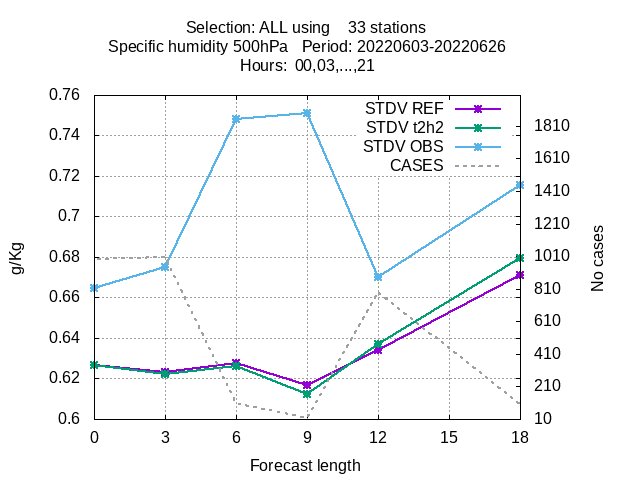 Selection: ALL using 33 stations
Specific humidity 500hPa Period: 20220603-20220626
Hours: 00,03,...,21
STDV REF
STDV t2h2
STDV OBS
CASES
0.76
0.74
0.72
0.7
0.68
0.66
0.64
0.62
0.6
g/Kg
1810
1610
1410
1210
1010
810
610
410
210
10
No cases
0 3 6 9 12 15 18
Forecast length